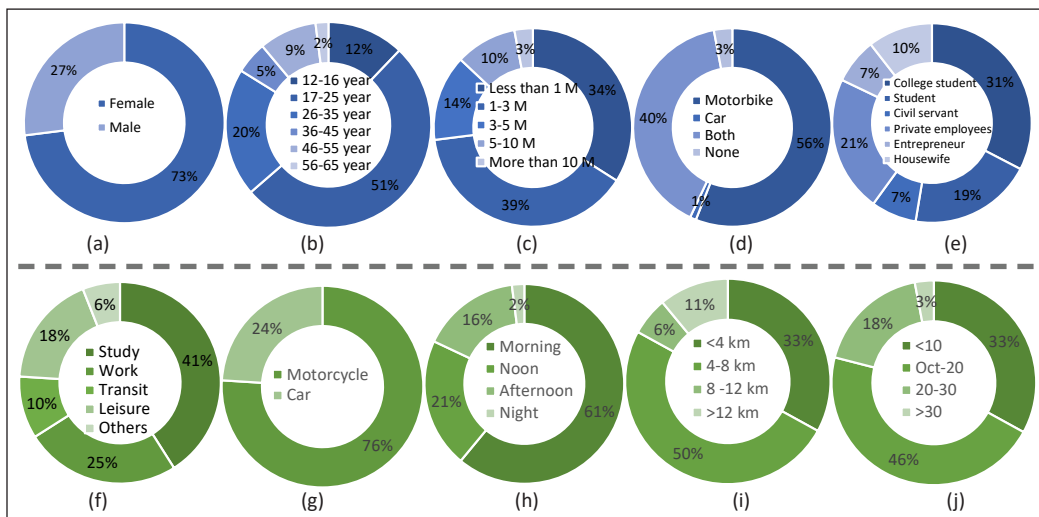 27%
Female
Male
73%
(a)
2%
12%
9%
5%
20%
12-16 year
17-25 year
26-35 year
36-45 year
46-55 year
56-65 year
51%
(b)
3%
10%
14%
34%
Less than 1 M
1-3 M
3-5 M
5-10 M
More than 10 M
39%
(c)
3%
40%
Motorbike
Car
Both
None
56%
1%
(d)
10%
7%
31%
21%
College student
Student
Civil servant
Private employees
Entrepreneur
Housewife
7%
19%
(e)
6%
18%
41%
10%
Study
Work
Transit
Leisure
Others
25%
(f)
24%
Motorcycle
Car
76%
(g)
2%
16%
21%
Morning
Noon
Afternoon
Night
61%
(h)
11%
6%
33%
<4 km
4-8 km
8 -12 km
>12 km
50%
(i)
3%
18%
33%
<10
Oct-20
20-30
>30
46%
(j)